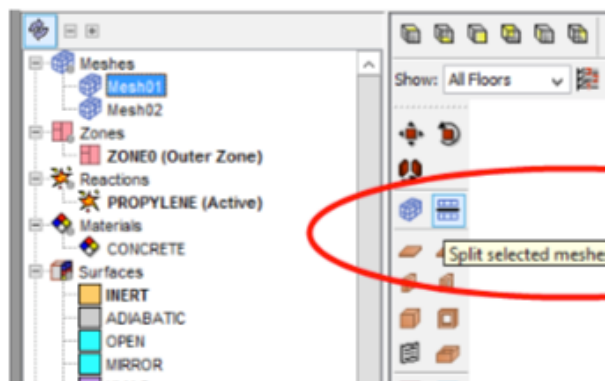 Meshes
Mesh01
Mesh02
Zones
ZONE0 (Outer Zone)
Reactions
PROPYLENE (Active)
Materials
CONCRETE
Surfaces
INERT
ADIABATIC
OPEN
MIRROR
Show: All Floors
Split selected meshe